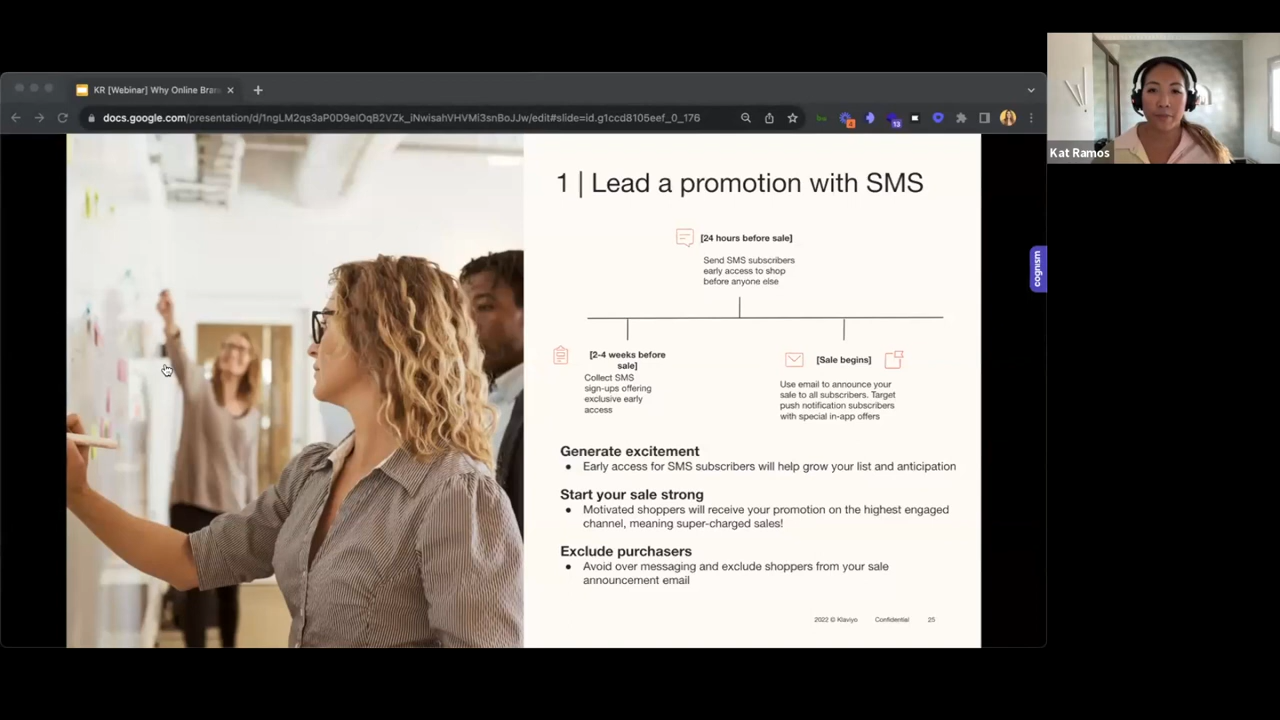 KR [Webinar] Why Online Bran
docs.google.com/presentation/d/1ngLM2qs3aP0D9elOqB2VZk_iNwisahVHVMi3snBoJJw/edit#slide=id.g1ccd8105eef_0_176
4
13
Kat Ramos
cognism
1 | Lead a promotion with SMS
[24 hours before sale]
Send SMS subscribers
early access to shop
before anyone else
[2-4 weeks before
sale]
Collect SMS
sign-ups offering
exclusive early
access
[Sale begins]
Use email to announce your
sale to all subscribers. Target
push notification subscribers
with special in-app offers
Generate excitement
● Early access for SMS subscribers will help grow your list and anticipation
Start your sale strong
● Motivated shoppers will receive your promotion on the highest engaged
channel, meaning super-charged sales!
Exclude purchasers
● Avoid over messaging and exclude shoppers from your sale
announcement email
2022 © Klaviyo Confidential 25